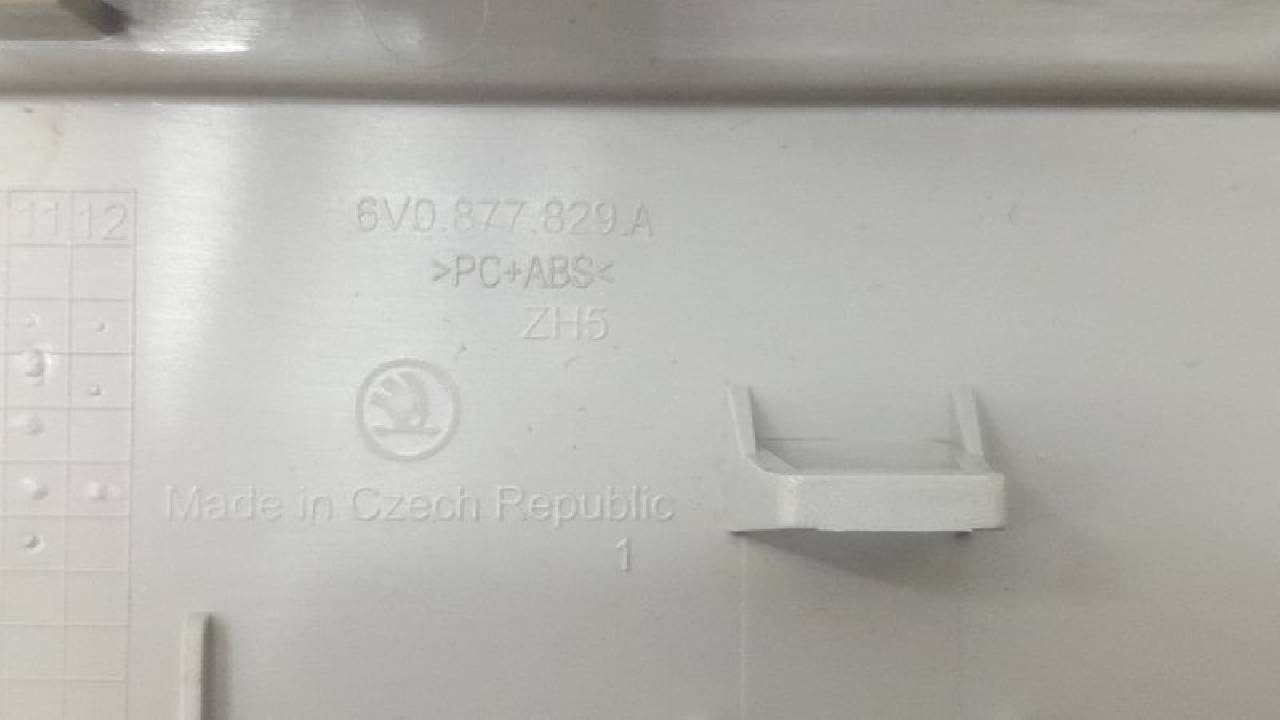 11 12
6V0.877.829.A
>PC+ABS<
ZH5
Made in Czech Republic
1